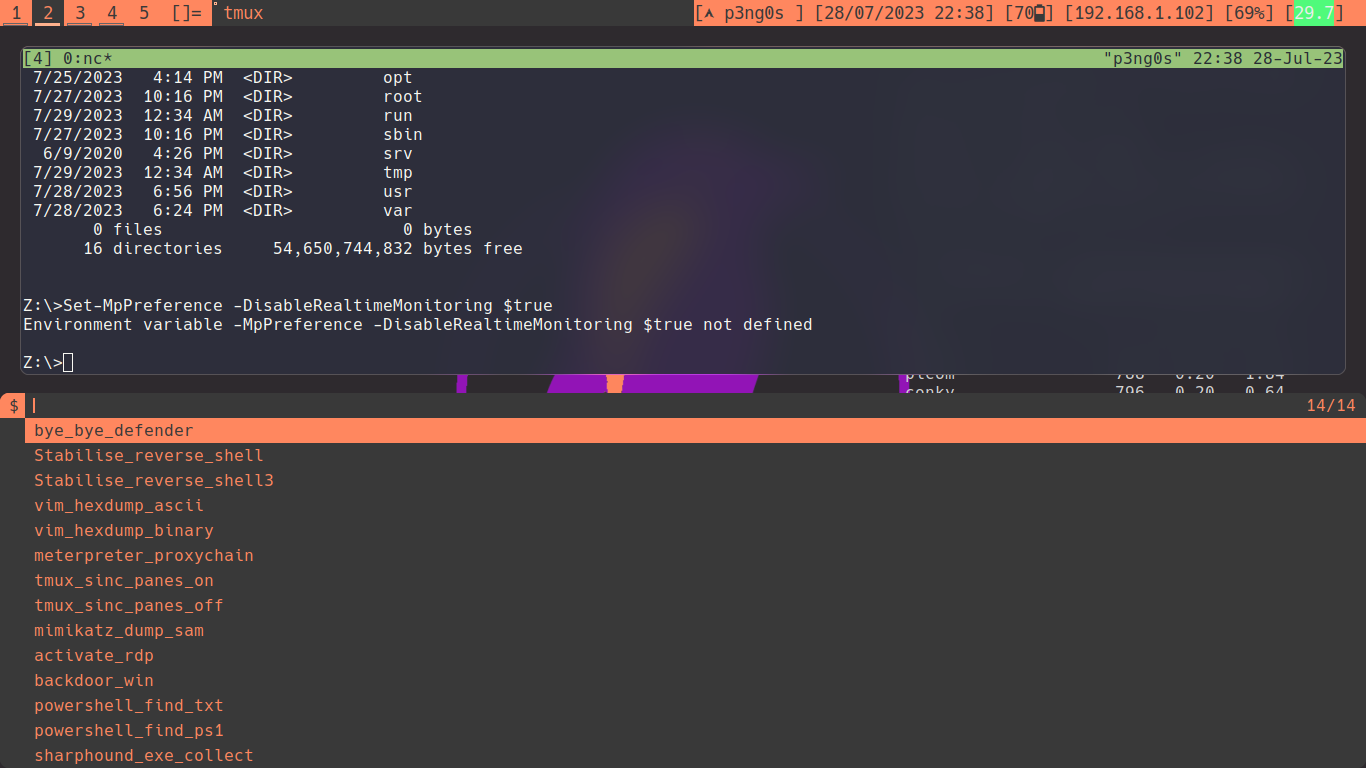 1 2 3 4 5 []= tmux [ p3ng0s ] [28/07/2023 22:38] [70] [192.168.1.102] [69%] [29.7]
[4] 0:nc* "p3ng0s" 22:38 28-Jul-23
7/25/2023 4:14 PM <DIR> opt
7/27/2023 10:16 PM <DIR> root
7/29/2023 12:34 AM <DIR> run
7/27/2023 10:16 PM <DIR> sbin
6/9/2020 4:26 PM <DIR> srv
7/29/2023 12:34 AM <DIR> tmp
7/28/2023 6:56 PM <DIR> usr
7/28/2023 6:24 PM <DIR> var
0 files 0 bytes
16 directories 54,650,744,832 bytes free
Z:\>Set-MpPreference -DisableRealtimeMonitoring $true
Environment variable -MpPreference -DisableRealtimeMonitoring $true not defined
Z:\>
conky 796 0.20 0.64
$ 14/14
bye_bye_defender
Stabilise_reverse_shell
Stabilise_reverse_shell3
vim_hexdump_ascii
vim_hexdump_binary
meterpreter_proxychain
tmux_sinc_panes_on
tmux_sinc_panes_off
mimikatz_dump_sam
activate_rdp
backdoor_win
powershell_find_txt
powershell_find_ps1
sharphound_exe_collect